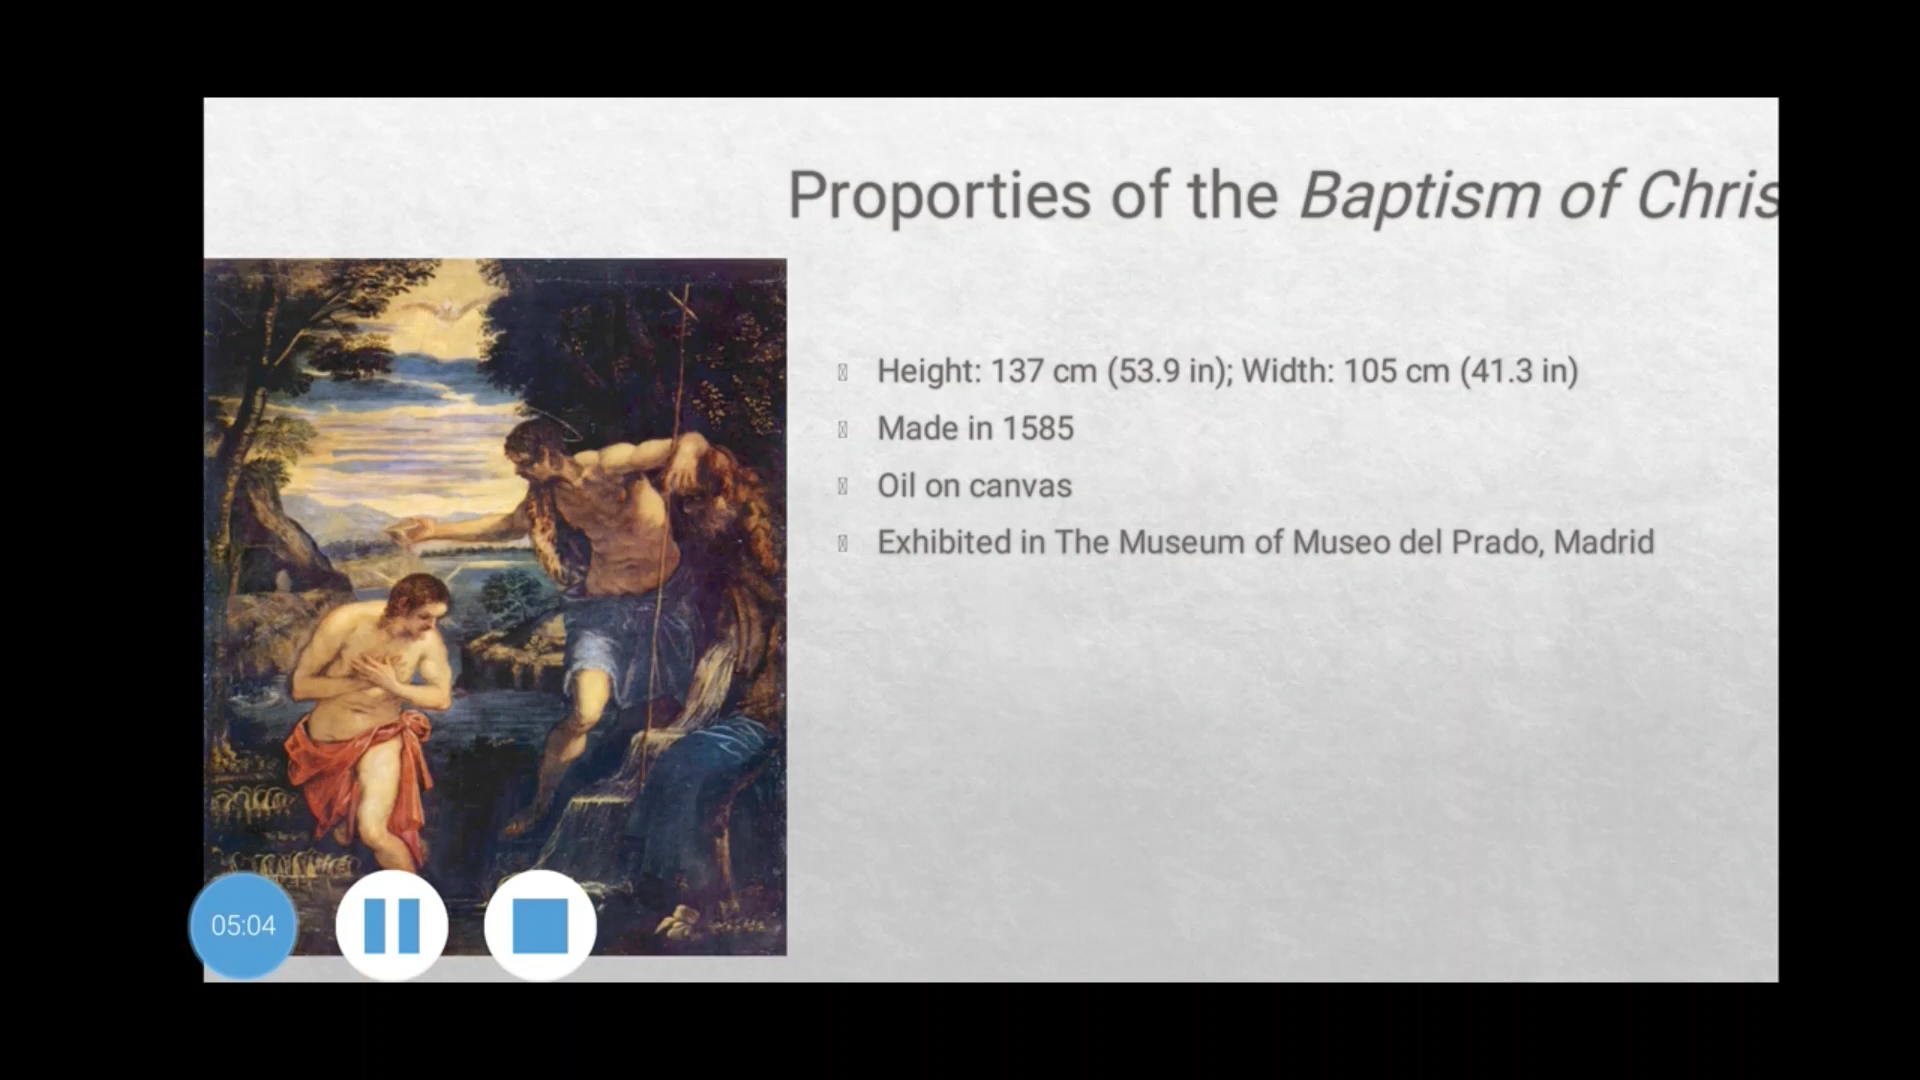 Proporties of the Baptism of Chris
Height: 137 cm (53.9 in); Width: 105 cm (41.3 in)
Made in 1585
Oil on canvas
Exhibited in The Museum of Museo del Prado, Madrid
05:04